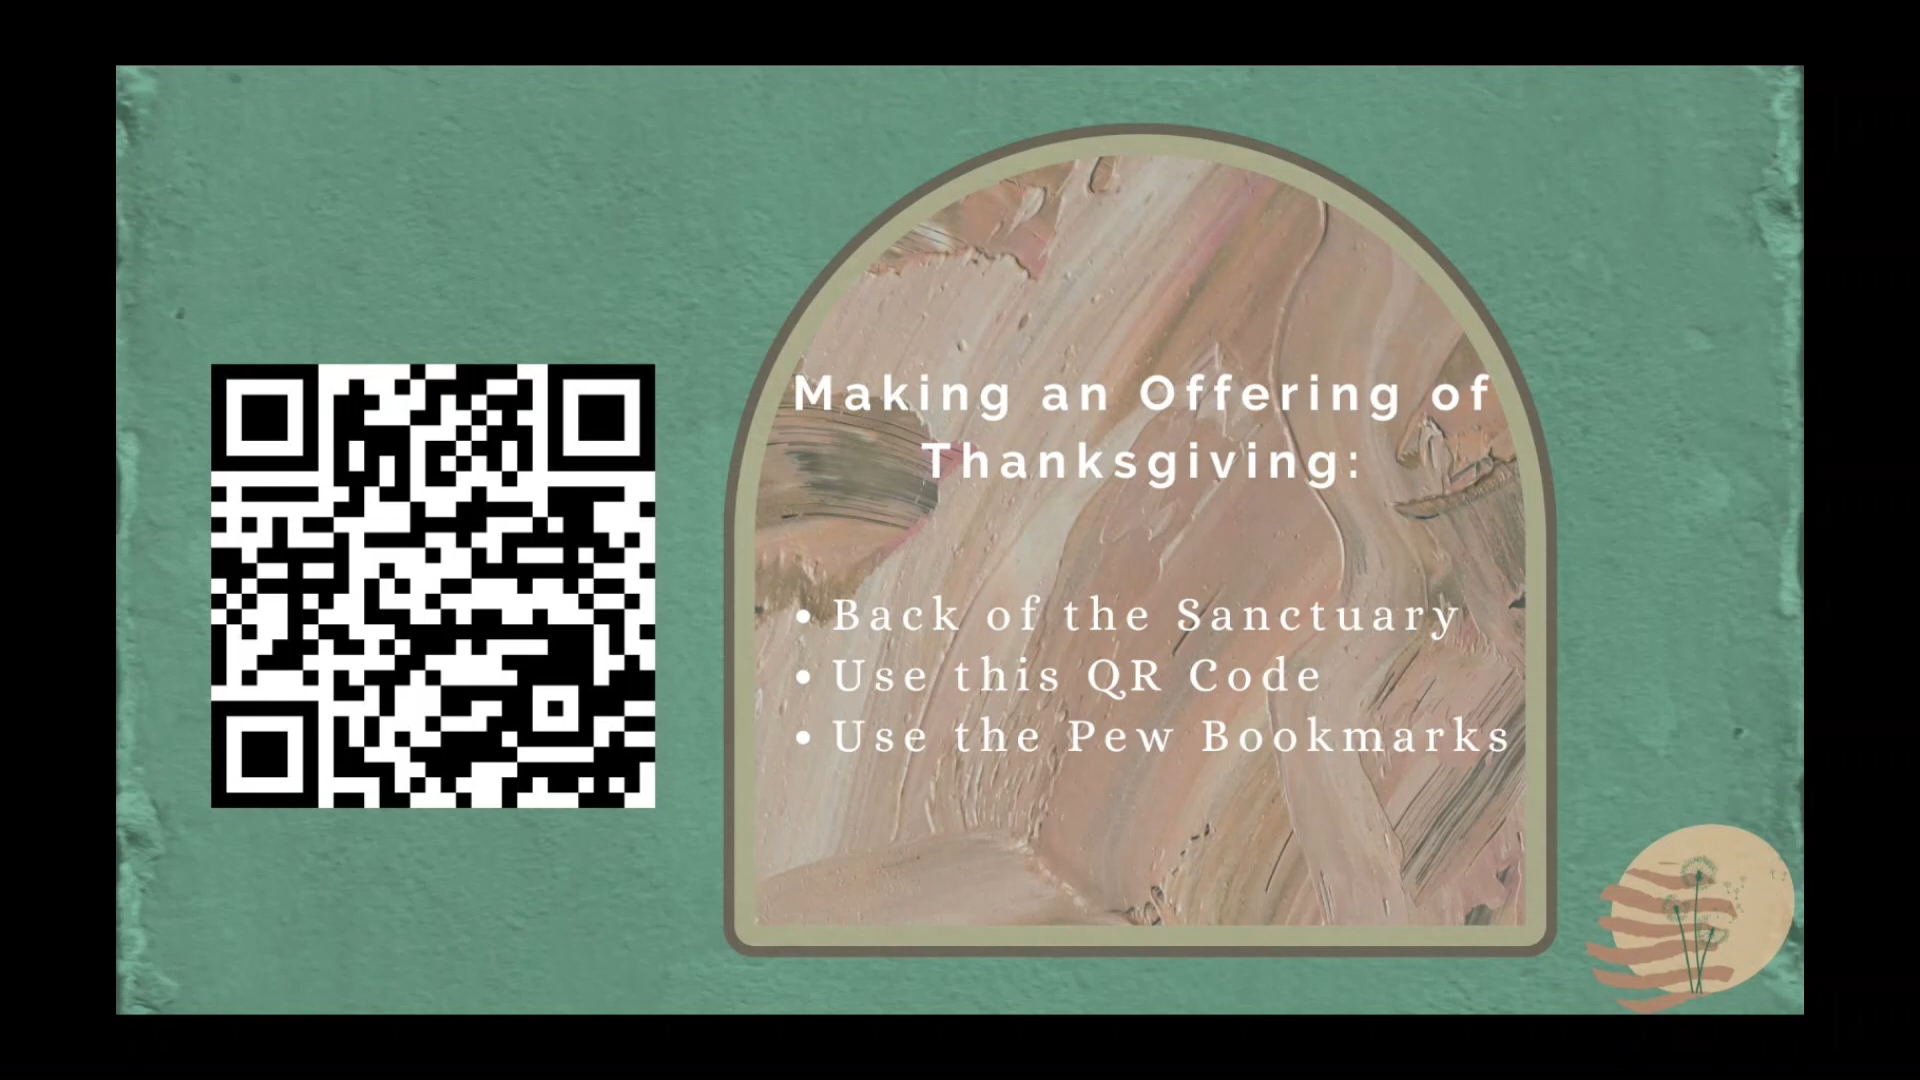 Making an Offering of
Thanksgiving:
• Back of the Sanctuary
• Use this QR Code
• Use the Pew Bookmarks